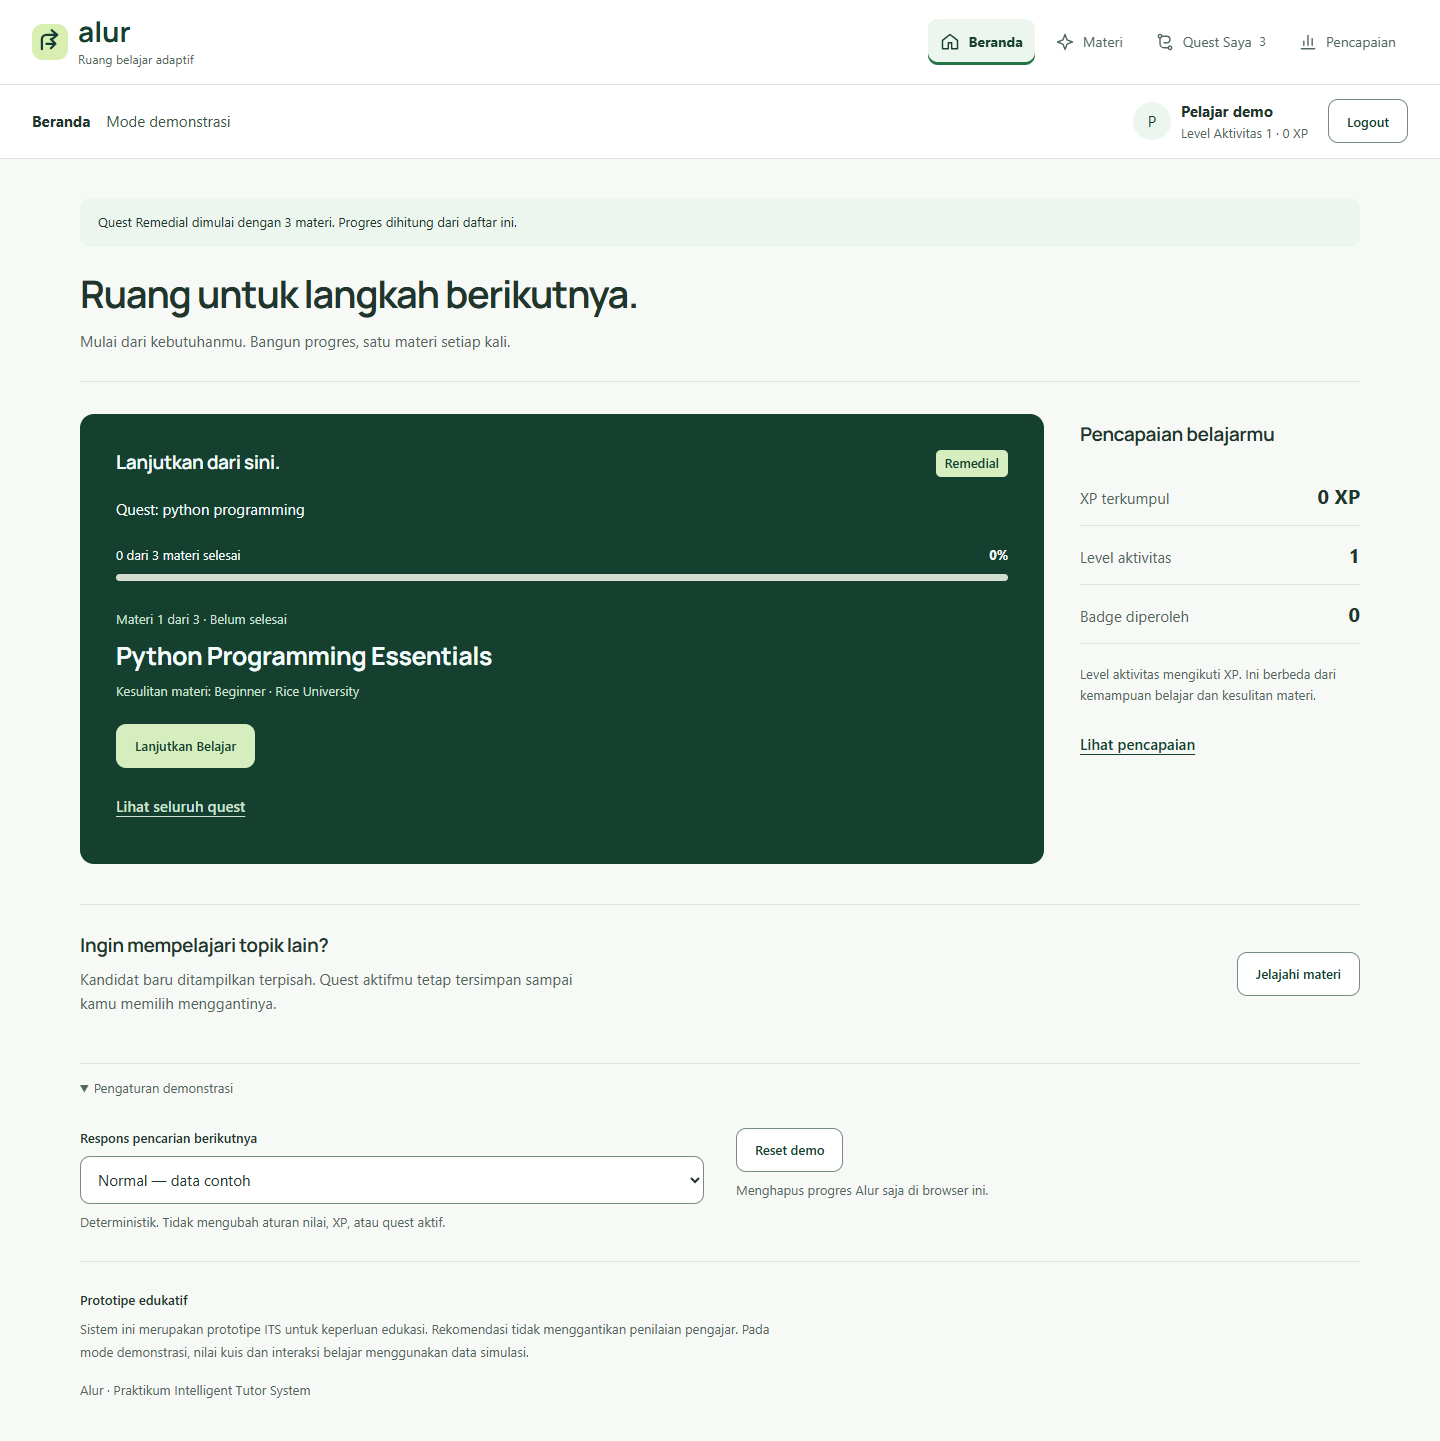 alur
Ruang belajar adaptif
Beranda
Materi
Quest Saya 3
Pencapaian
Beranda Mode demonstrasi
P
Pelajar demo
Level Aktivitas 1 · 0 XP
Logout
Quest Remedial dimulai dengan 3 materi. Progres dihitung dari daftar ini.
Ruang untuk langkah berikutnya.
Mulai dari kebutuhanmu. Bangun progres, satu materi setiap kali.
Lanjutkan dari sini.
Remedial
Quest: python programming
0 dari 3 materi selesai
0%
Materi 1 dari 3 · Belum selesai
Python Programming Essentials
Kesulitan materi: Beginner · Rice University
Lanjutkan Belajar
Lihat seluruh quest
Pencapaian belajarmu
XP terkumpul 0 XP
Level aktivitas 1
Badge diperoleh 0
Level aktivitas mengikuti XP. Ini berbeda dari
kemampuan belajar dan kesulitan materi.
Lihat pencapaian
Ingin mempelajari topik lain?
Kandidat baru ditampilkan terpisah. Quest aktifmu tetap tersimpan sampai
kamu memilih menggantinya.
Jelajahi materi
▼ Pengaturan demonstrasi
Respons pencarian berikutnya
Normal — data contoh
Deterministik. Tidak mengubah aturan nilai, XP, atau quest aktif.
Reset demo
Menghapus progres Alur saja di browser ini.
Prototipe edukatif
Sistem ini merupakan prototipe ITS untuk keperluan edukasi. Rekomendasi tidak menggantikan penilaian pengajar. Pada
mode demonstrasi, nilai kuis dan interaksi belajar menggunakan data simulasi.
Alur · Praktikum Intelligent Tutor System